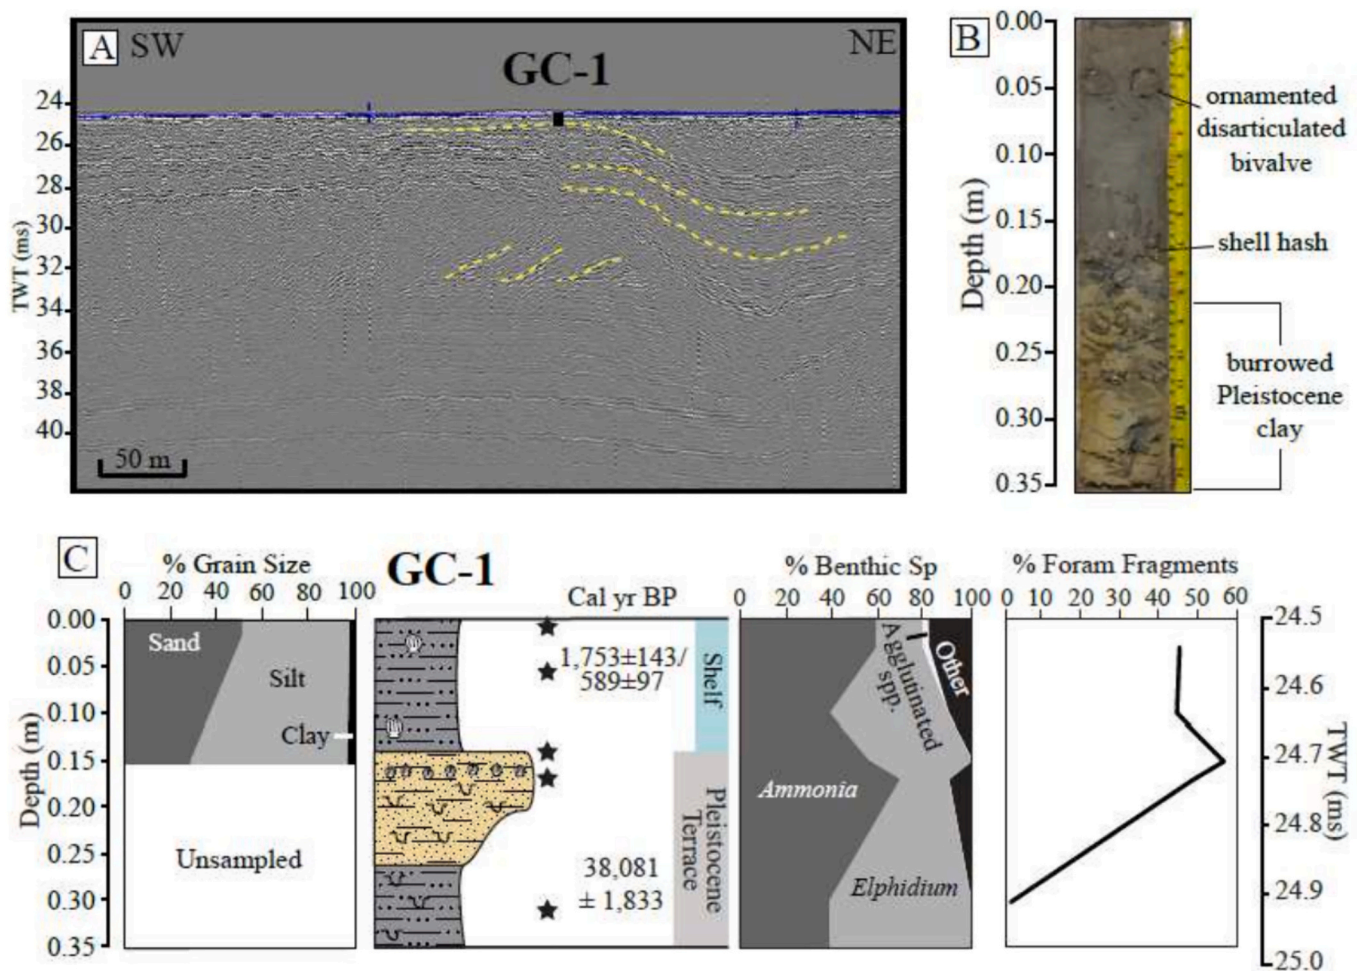 A SW
GC-1
NE
24
26
28
30
32
34
36
38
40
TWT (ms)
50 m
B
0.00
0.05
0.10
0.15
0.20
0.25
0.30
0.35
Depth (m)
ornamented
disarticulated
bivalve
shell hash
burrowed
Pleistocene
clay
C
% Grain Size
0 20 40 60 80 100
GC-1
Cal yr BP
% Benthic Sp
0 20 40 60 80 100
% Foram Fragments
0 10 20 30 40 50 60
0.00
0.05
0.10
0.15
0.20
0.25
0.30
0.35
Depth (m)
Sand
Silt
Clay
Unsampled
1,753±143/
589±97
38,081
± 1,833
Shelf
Pleistocene
Terrace
Ammonia
Agglutinated
spp.
Other
Elphidium
24.5
24.6
24.7
24.8
24.9
25.0
TWT (ms)